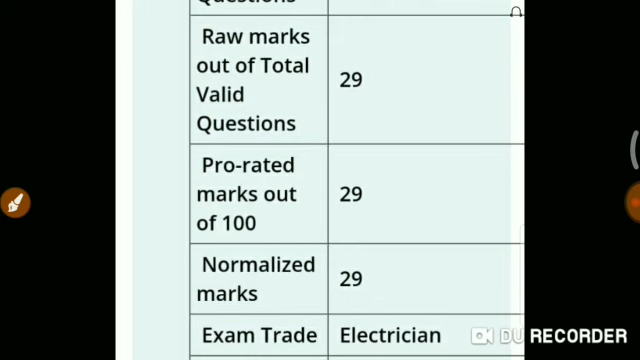 Questions
Raw marks
out of Total
Valid
Questions
29
Pro-rated
marks out
of 100
29
Normalized
marks
29
Exam Trade Electrician
DU RECORDER